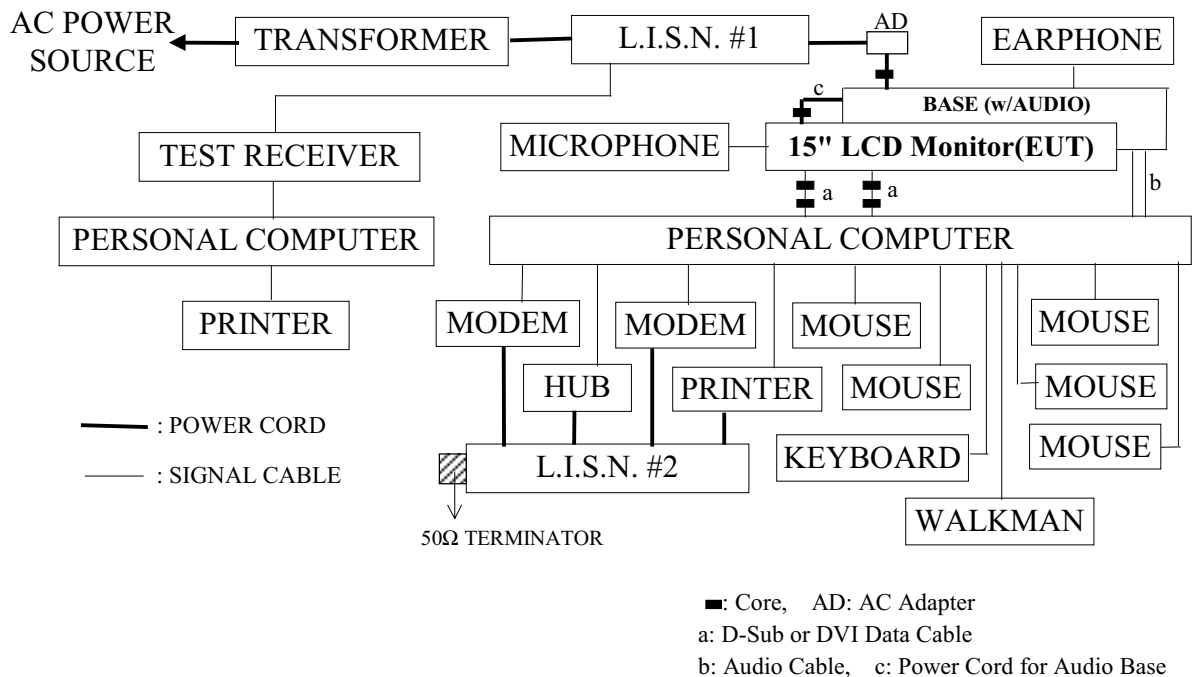 AC POWER
SOURCE
TRANSFORMER
L.I.S.N. #1
AD
EARPHONE
c
BASE (w/AUDIO)
MICROPHONE
15" LCD Monitor(EUT)
TEST RECEIVER
a
a
b
PERSONAL COMPUTER
PERSONAL COMPUTER
PRINTER
MODEM
MODEM
MOUSE
MOUSE
HUB
PRINTER
MOUSE
MOUSE
: POWER CORD
KEYBOARD
MOUSE
: SIGNAL CABLE
L.I.S.N. #2
WALKMAN
50Ω TERMINATOR
: Core, AD: AC Adapter
a: D-Sub or DVI Data Cable
b: Audio Cable, c: Power Cord for Audio Base